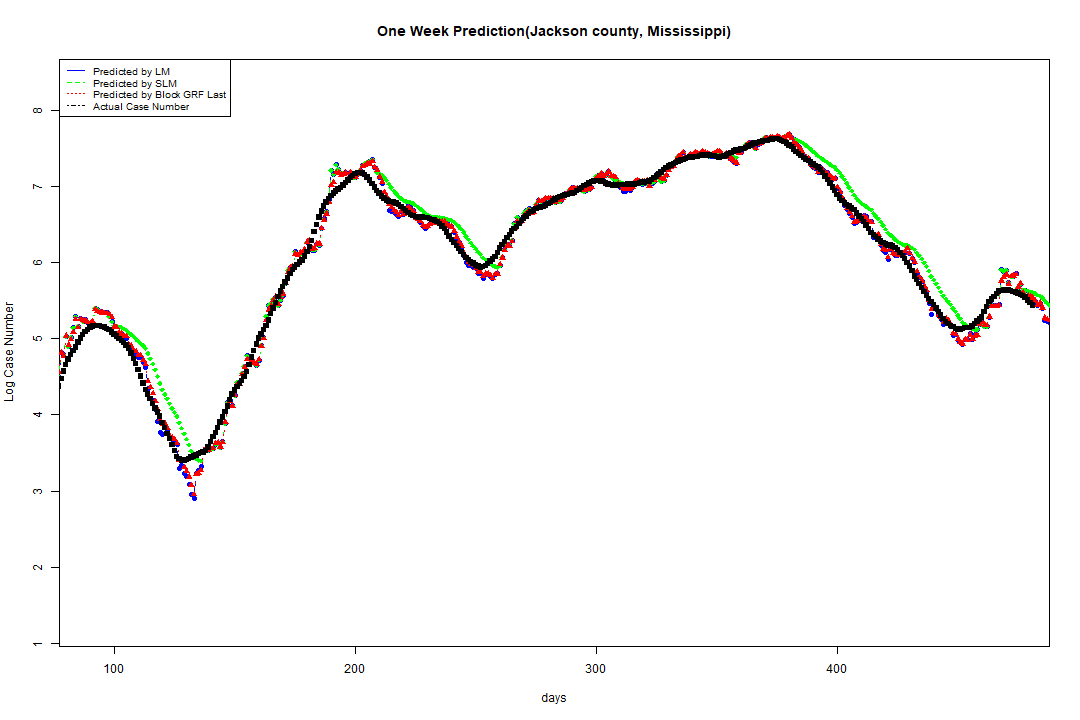 One Week Prediction(Jackson county, Mississippi)
Predicted by LM
Predicted by SLM
Predicted by Block GRF Last
Actual Case Number
8
7
6
5
4
3
2
1
Log Case Number
100 200 300 400
days